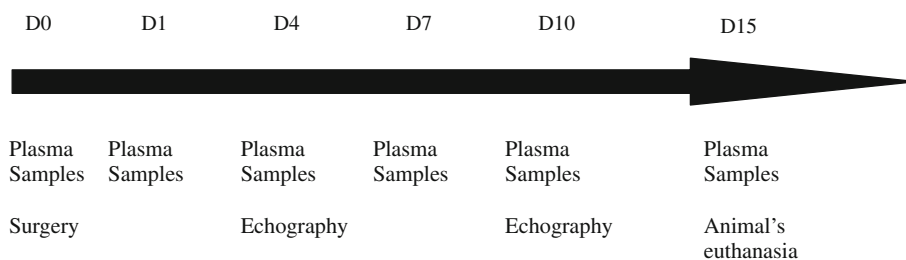 D0 D1 D4 D7 D10 D15
Plasma Plasma Plasma Plasma Plasma Plasma
Samples Samples Samples Samples Samples Samples
Surgery Echography Echography Animal's
euthanasia